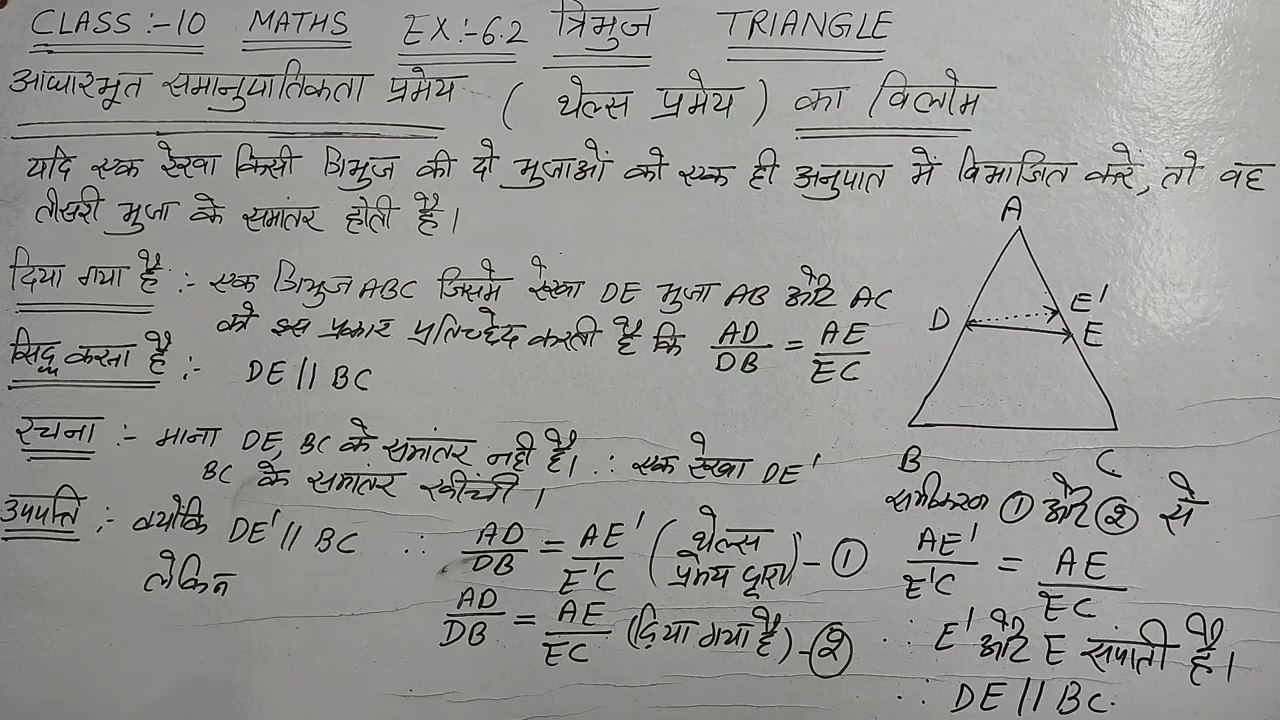 CLASS :-10 MATHS EX:-6.2 त्रिभुज TRIANGLE
आधारभूत समानुपातिकता प्रमेय ( थेल्स प्रमेय ) का विलोम
यदि एक रेखा किसी त्रिभुज की दो भुजाओं को एक ही अनुपात में विभाजित करें, तो वह
तीसरी भुजा के समांतर होती है।
दिया गया है :- एक त्रिभुज ABC जिसमें रेखा DE भुजा AB और AC
को इस प्रकार प्रतिच्छेद करती है कि AD/DB = AE/EC
सिद्ध करना है :- DE || BC
रचना :- माना DE, BC के समांतर नहीं है। ∴ एक रेखा DE'
BC के समांतर खींची।
उपपत्ति :- क्योंकि DE' || BC ∴ AD/DB = AE'/E'C (थेल्स प्रमेय द्वारा) - ①
लेकिन AD/DB = AE/EC (दिया गया है) - ②
A
D
E'
E
B
C
समीकरण ① और ② से
AE'/E'C = AE/EC
∴ E' और E संपाती है।
∴ DE || BC.